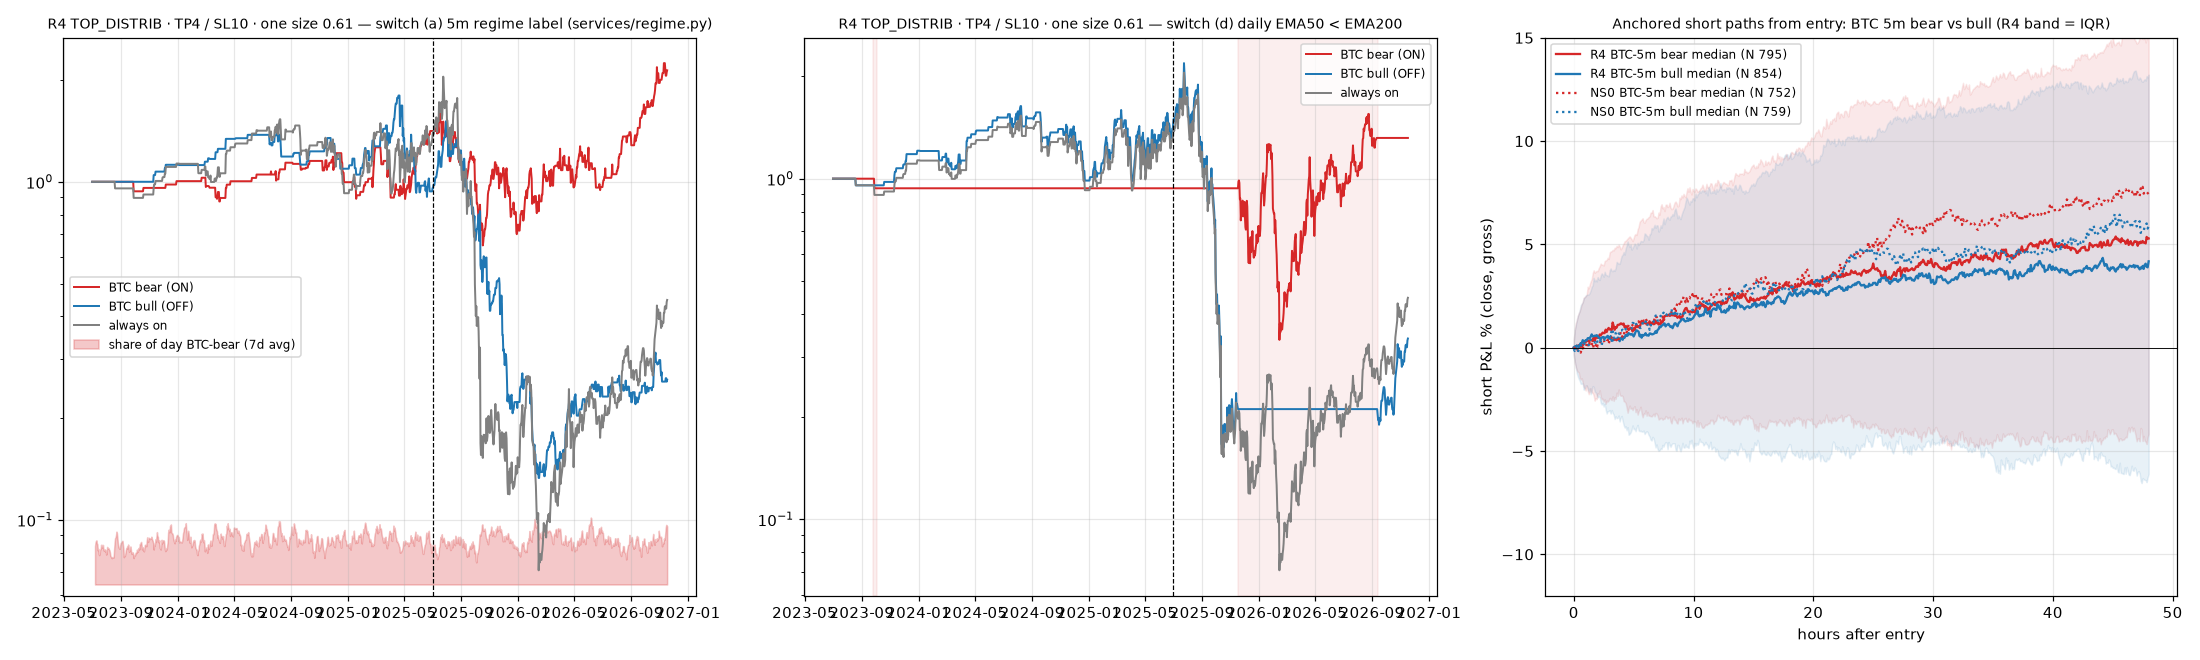 R4 TOP_DISTRIB · TP4 / SL10 · one size 0.61 — switch (a) 5m regime label (services/regime.py)
10⁰
10⁻¹
BTC bear (ON)
BTC bull (OFF)
always on
share of day BTC-bear (7d avg)
2023-05 2023-09 2024-01 2024-05 2024-09 2025-01 2025-05 2025-09 2026-01 2026-05 2026-09 2027-01
R4 TOP_DISTRIB · TP4 / SL10 · one size 0.61 — switch (d) daily EMA50 < EMA200
BTC bear (ON)
BTC bull (OFF)
always on
10⁰
10⁻¹
2023-05 2023-09 2024-01 2024-05 2024-09 2025-01 2025-05 2025-09 2026-01 2026-05 2026-09 2027-01
Anchored short paths from entry: BTC 5m bear vs bull (R4 band = IQR)
R4 BTC-5m bear median (N 795)
R4 BTC-5m bull median (N 854)
NS0 BTC-5m bear median (N 752)
NS0 BTC-5m bull median (N 759)
short P&L % (close, gross)
15
10
5
0
−5
−10
0 10 20 30 40 50
hours after entry